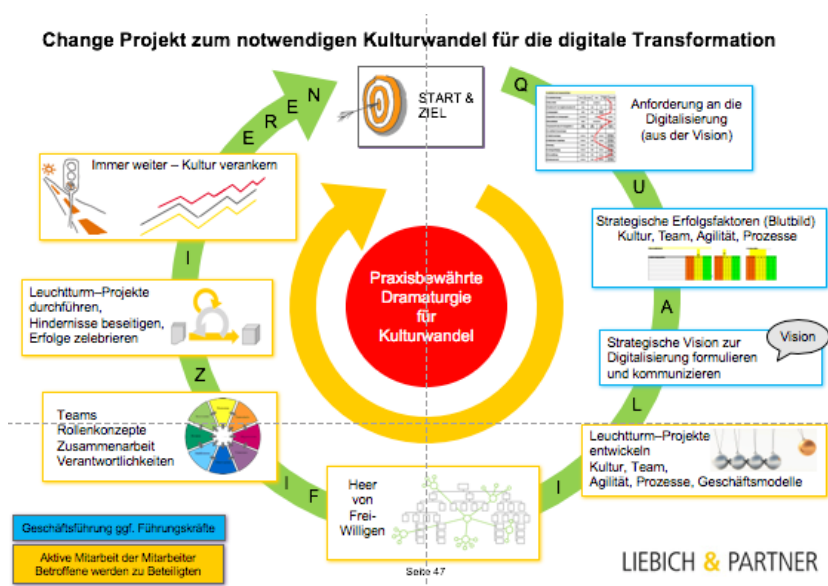 Change Projekt zum notwendigen Kulturwandel für die digitale Transformation
START &
ZIEL
Q
U
A
L
I
F
I
Z
I
E
R
E
N
Anforderung an die
Digitalisierung
(aus der Vision)
Strategische Erfolgsfaktoren (Blutbild)
Kultur, Team, Agilität, Prozesse
Vision
Strategische Vision zur
Digitalisierung formulieren
und kommunizieren
Leuchtturm–Projekte
entwickeln
Kultur, Team,
Agilität, Prozesse, Geschäftsmodelle
Heer
von
Frei-
Willigen
Teams
Rollenkonzepte
Zusammenarbeit
Verantwortlichkeiten
Leuchtturm–Projekte
durchführen,
Hindernisse beseitigen,
Erfolge zelebrieren
Immer weiter – Kultur verankern
Praxisbewährte
Dramaturgie
für
Kulturwandel
Geschäftsführung ggf. Führungskräfte
Aktive Mitarbeit der Mitarbeiter
Betroffene werden zu Beteiligten
Seite 47
LIEBICH & PARTNER